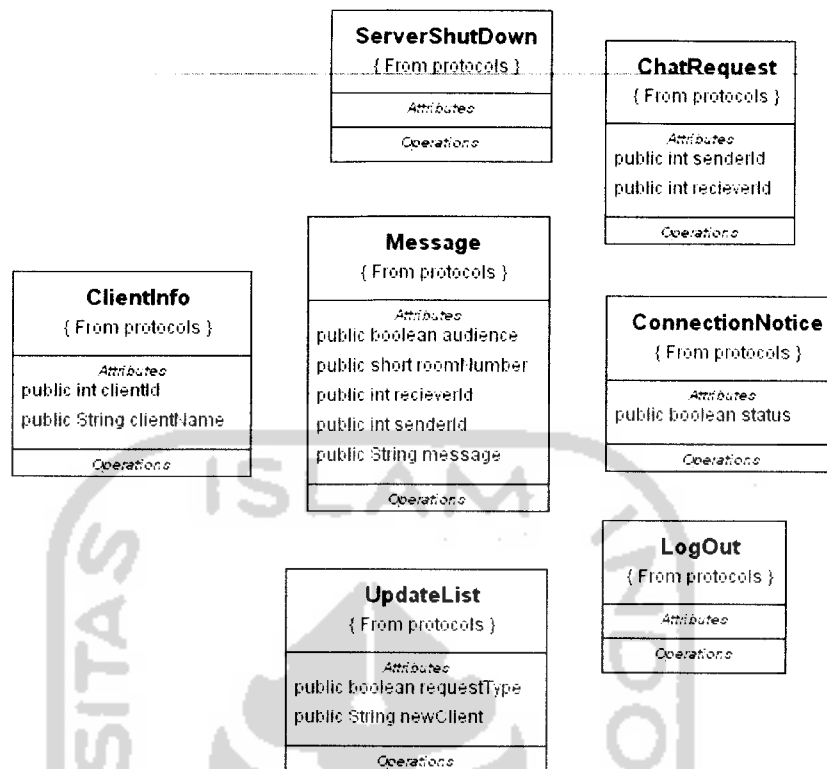 ServerShutDown
{ From protocols }
Attributes
Operations
ChatRequest
{ From protocols }
Attributes
public int senderId
public int recieverId
Operations
Message
{ From protocols }
Attributes
public boolean audience
public short roomNumber
public int recieverId
public int senderId
public String message
Operations
ClientInfo
{ From protocols }
Attributes
public int clientId
public String clientName
Operations
ConnectionNotice
{ From protocols }
Attributes
public boolean status
Operations
LogOut
{ From protocols }
Attributes
Operations
UpdateList
{ From protocols }
Attributes
public boolean requestType
public String newClient
Operations
ISLAM
SITAS
INDO